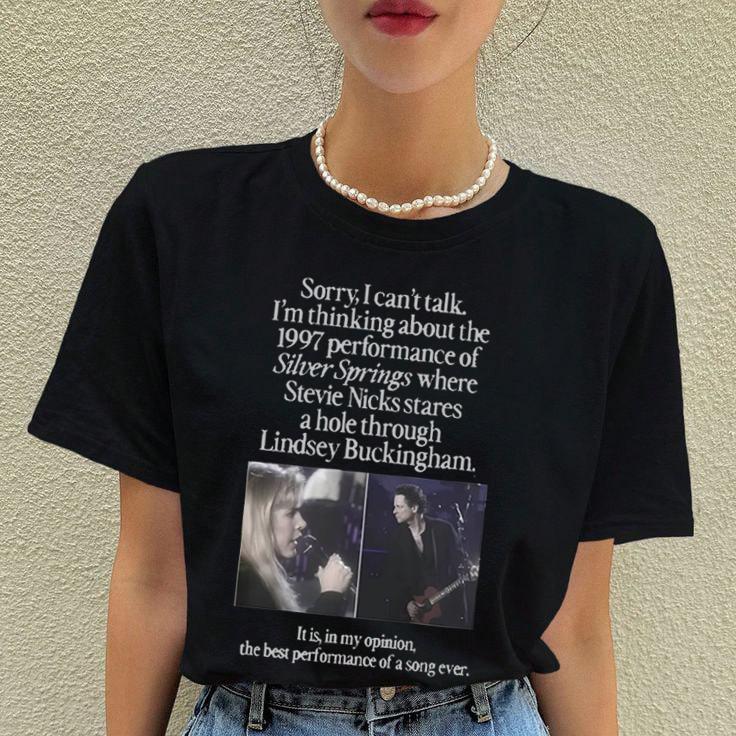 Sorry, I can't talk.
I'm thinking about the
1997 performance of
Silver Springs where
Stevie Nicks stares
a hole through
Lindsey Buckingham.
It is, in my opinion,
the best performance of a song ever.